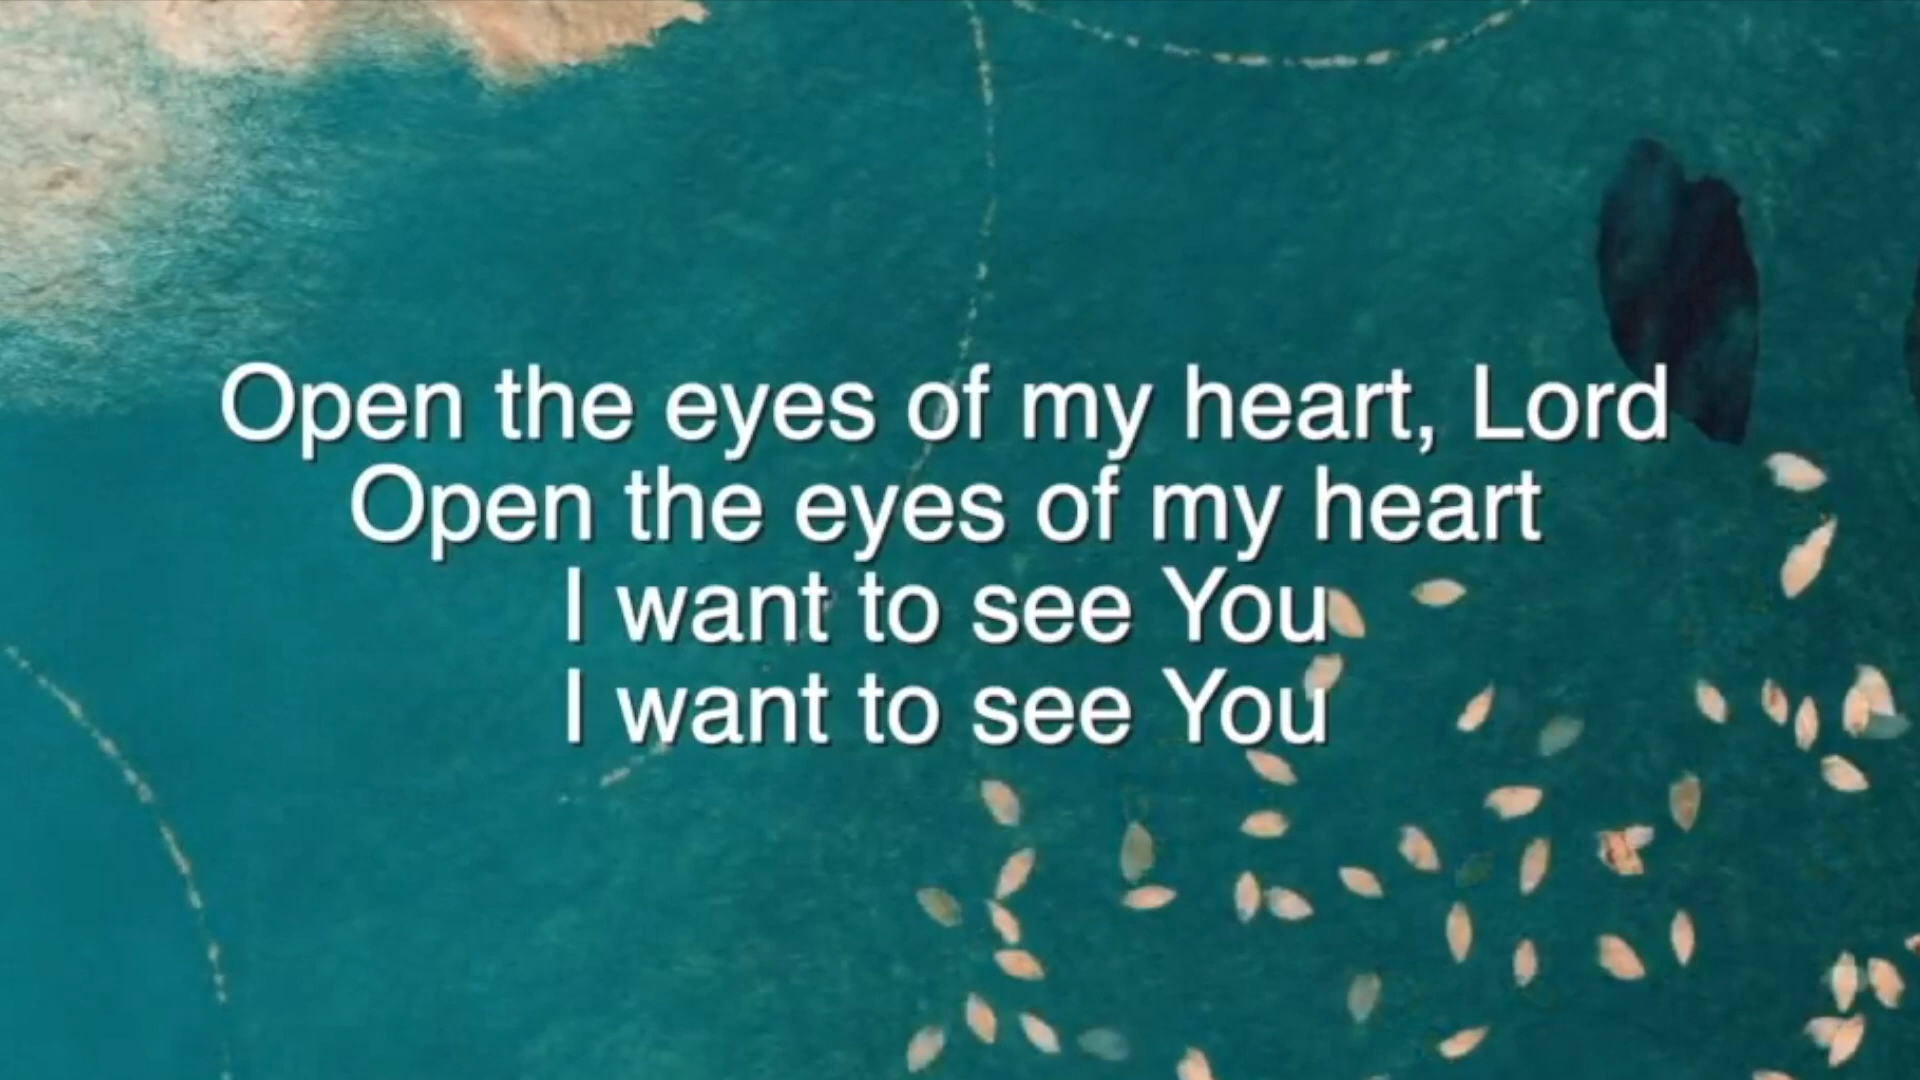 Open the eyes of my heart, Lord
Open the eyes of my heart
I want to see You
I want to see You